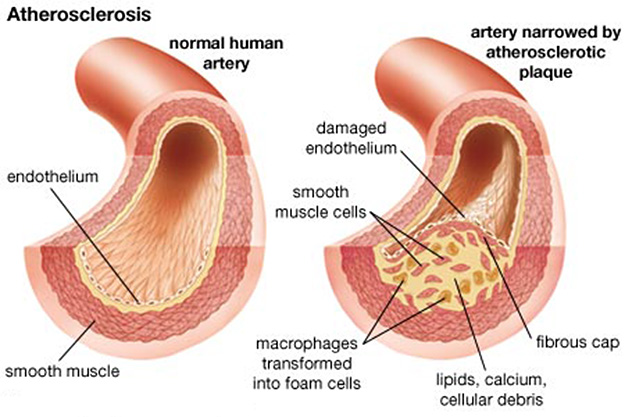 Atherosclerosis
normal human
artery
endothelium
smooth muscle
artery narrowed by
atherosclerotic
plaque
damaged
endothelium
smooth
muscle cells
macrophages
transformed
into foam cells
fibrous cap
lipids, calcium,
cellular debris